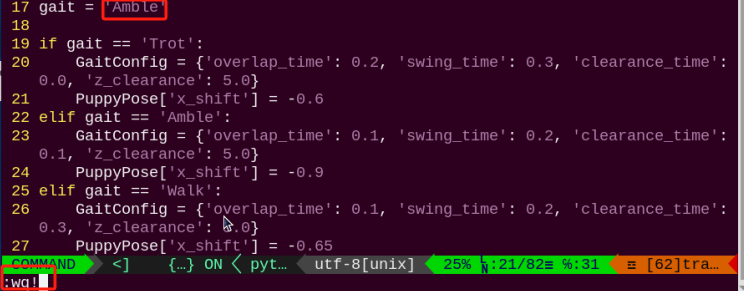 17 gait = 'Amble'
18
19 if gait == 'Trot':
20     GaitConfig = {'overlap_time': 0.2, 'swing_time': 0.3, 'clearance_time':
0.0, 'z_clearance': 5.0}
21     PuppyPose['x_shift'] = -0.6
22 elif gait == 'Amble':
23     GaitConfig = {'overlap_time': 0.1, 'swing_time': 0.2, 'clearance_time':
0.1, 'z_clearance': 5.0}
24     PuppyPose['x_shift'] = -0.9
25 elif gait == 'Walk':
26     GaitConfig = {'overlap_time': 0.1, 'swing_time': 0.2, 'clearance_time':
0.3, 'z_clearance': .0}
27     PuppyPose['x_shift'] = -0.65
COMMAND <] {…} ON < pyt… utf-8[unix] 25% :21/82≡ ℅:31 [62]tra…
:wq!